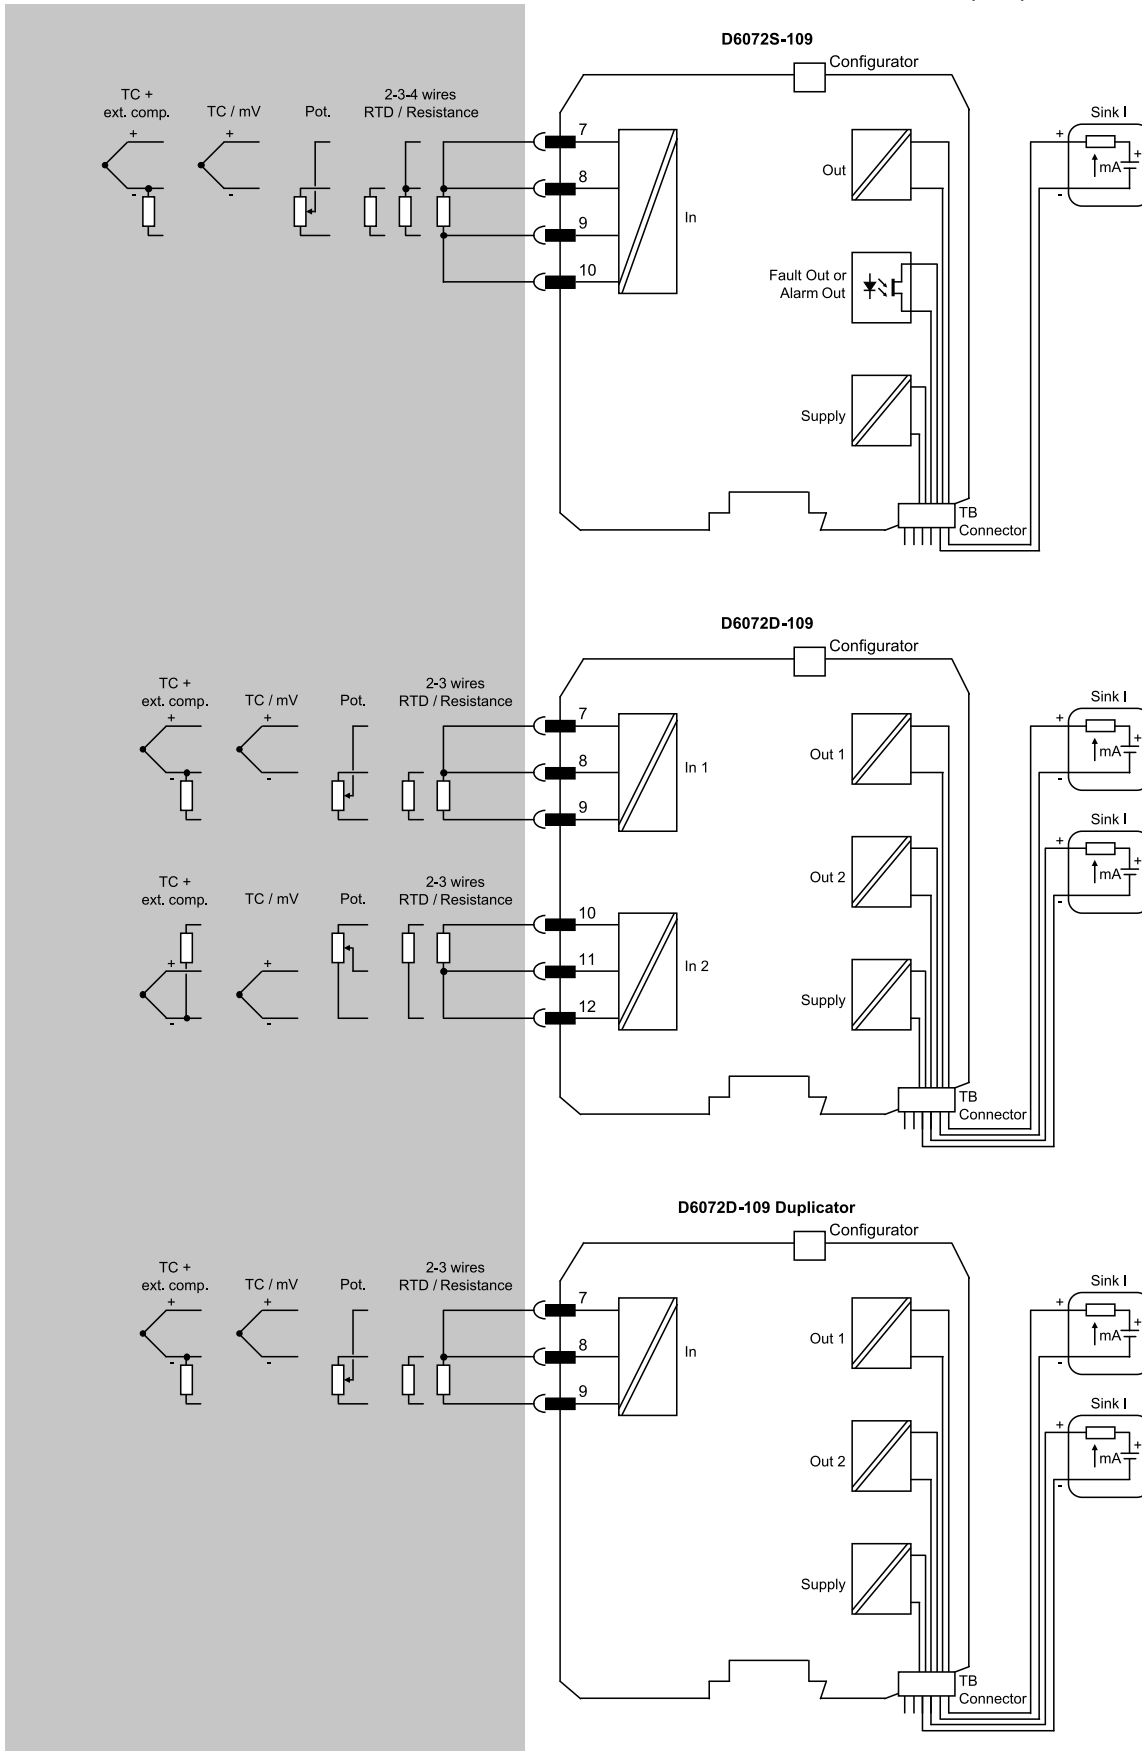 D6072S-109
Configurator
TC +
ext. comp.
TC / mV
Pot.
2-3-4 wires
RTD / Resistance
+
-
+
-
7
8
9
10
In
Out
Fault Out or
Alarm Out
Supply
TB
Connector
Sink I
+
-
mA
+
D6072D-109
Configurator
TC +
ext. comp.
TC / mV
Pot.
2-3 wires
RTD / Resistance
+
-
+
-
7
8
9
In 1
Out 1
Sink I
+
-
mA
+
TC +
ext. comp.
TC / mV
Pot.
2-3 wires
RTD / Resistance
+
-
+
-
10
11
12
In 2
Out 2
Sink I
+
-
mA
+
Supply
TB
Connector
D6072D-109 Duplicator
Configurator
TC +
ext. comp.
TC / mV
Pot.
2-3 wires
RTD / Resistance
+
-
+
-
7
8
9
In
Out 1
Sink I
+
-
mA
+
Out 2
Sink I
+
-
mA
+
Supply
TB
Connector